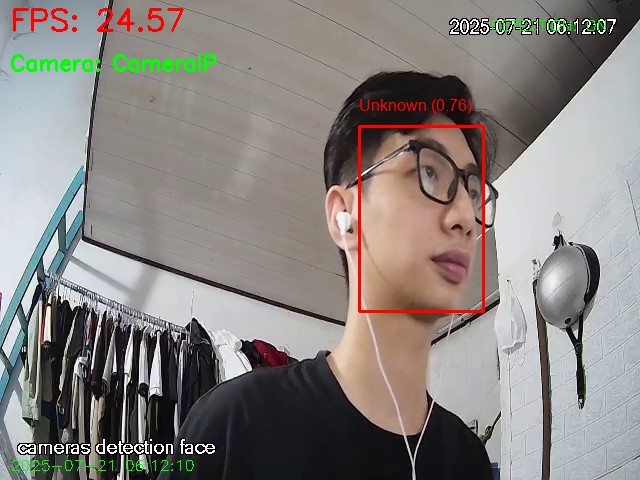 FPS: 24.57
2025-07-21 06:12:07
Camera: CameraIP
Unknown (0.76)
cameras detection face
2025-07-21 06:12:10